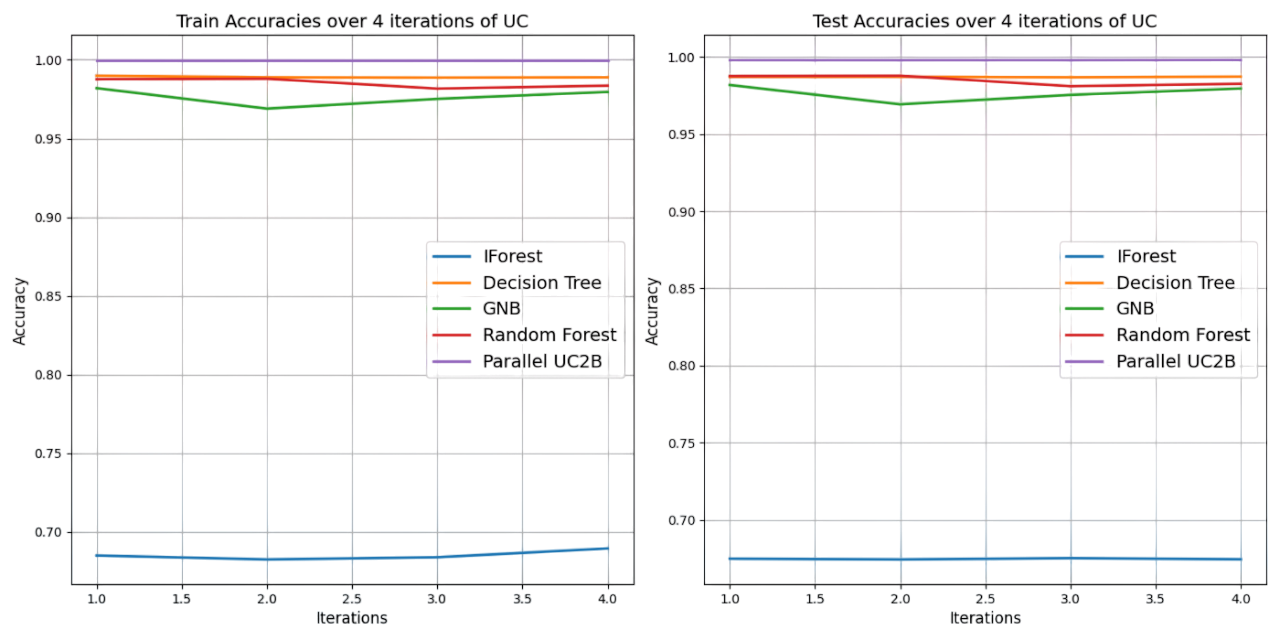 Train Accuracies over 4 iterations of UC
Accuracy
1.00
0.95
0.90
0.85
0.80
0.75
0.70
IForest
Decision Tree
GNB
Random Forest
Parallel UC2B
1.0 1.5 2.0 2.5 3.0 3.5 4.0
Iterations
Test Accuracies over 4 iterations of UC
Accuracy
1.00
0.95
0.90
0.85
0.80
0.75
0.70
IForest
Decision Tree
GNB
Random Forest
Parallel UC2B
1.0 1.5 2.0 2.5 3.0 3.5 4.0
Iterations